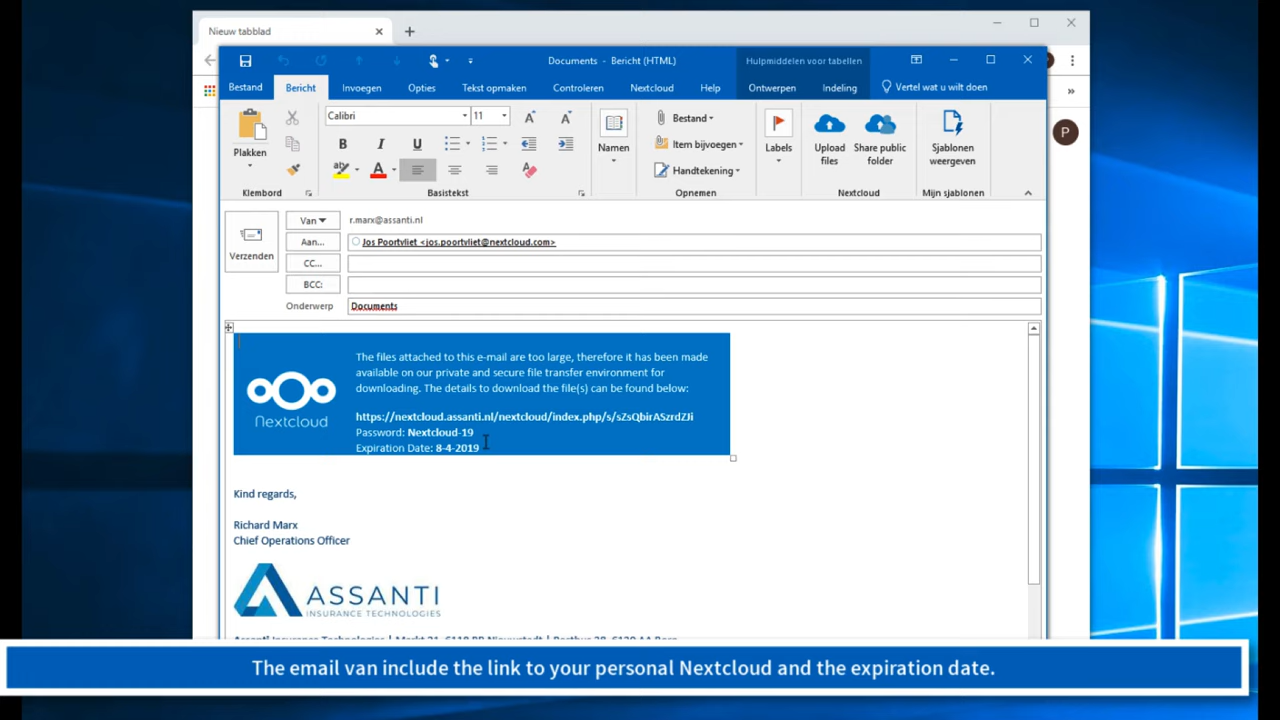 Nieuw tabblad
Documents - Bericht (HTML)
Hulpmiddelen voor tabellen
Bestand Bericht Invoegen Opties Tekst opmaken Controleren Nextcloud Help Ontwerpen Indeling Vertel wat u wilt doen
P
Plakken
Klembord
Calibri 11
B I U
Basistekst
Namen
Bestand
Item bijvoegen
Handtekening
Opnemen
Labels
Upload files
Share public folder
Nextcloud
Sjablonen weergeven
Mijn sjablonen
Verzenden
Van r.marx@assanti.nl
Aan... Jos Poortvliet <jos.poortvliet@nextcloud.com>
CC...
BCC:
Onderwerp Documents
Nextcloud
The files attached to this e-mail are too large, therefore it has been made
available on our private and secure file transfer environment for
downloading. The details to download the file(s) can be found below:
https://nextcloud.assanti.nl/nextcloud/index.php/s/sZsQbirASzrdZJi
Password: Nextcloud-19
Expiration Date: 8-4-2019
Kind regards,
Richard Marx
Chief Operations Officer
ASSANTI
INSURANCE TECHNOLOGIES
The email van include the link to your personal Nextcloud and the expiration date.